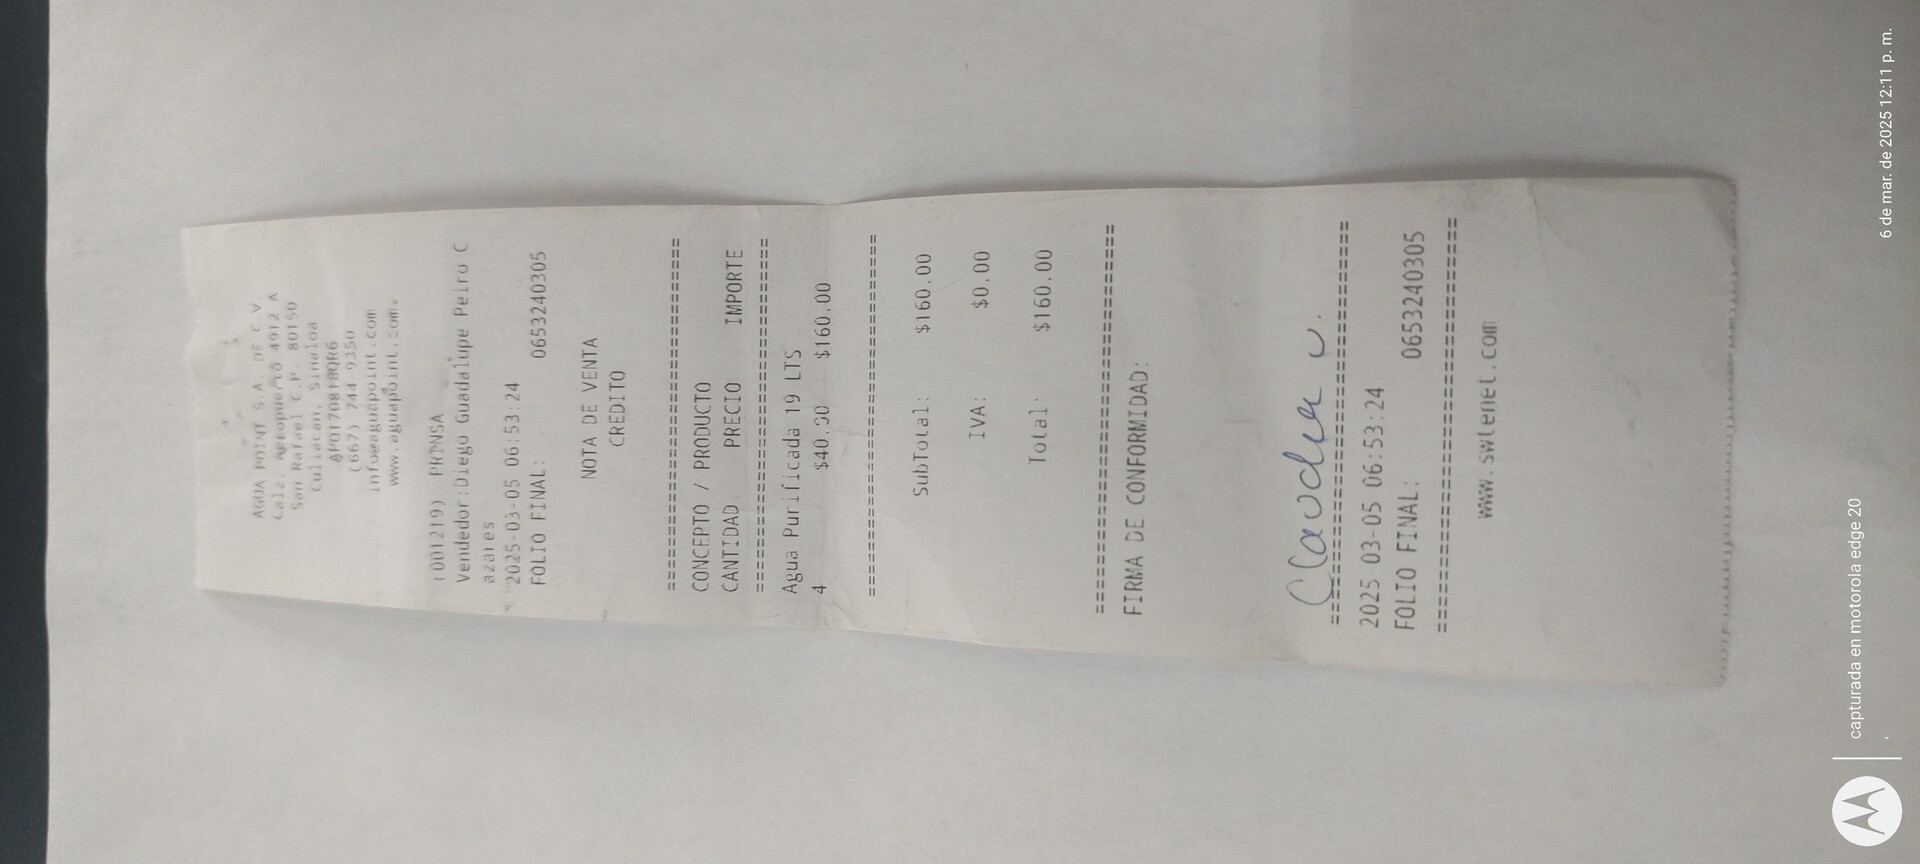 AGUA POINT S.A. DE C.V.
Calz. Aeropuerto 4912 A
San Rafael C.P. 80150
Culiacan, Sinaloa
APO170818QR6
(667) 744 9350
info@aguapoint.com
www.aguapoint.com.
(001219) PRINSA
Vendedor:Diego Guadalupe Peiro C
azares
2025-03-05 06:53:24
FOLIO FINAL: 0653240305
NOTA DE VENTA
CREDITO
================================
CONCEPTO / PRODUCTO
CANTIDAD PRECIO IMPORTE
================================
Agua Purificada 19 LTS
4 $40.00 $160.00
================================
SubTotal: $160.00
IVA: $0.00
Total: $160.00
================================
FIRMA DE CONFORMIDAD:
================================
2025 03-05 06:53:24
FOLIO FINAL: 0653240305
================================
www.swtenet.com
capturada en motorola edge 20
6 de mar. de 2025 12:11 p. m.